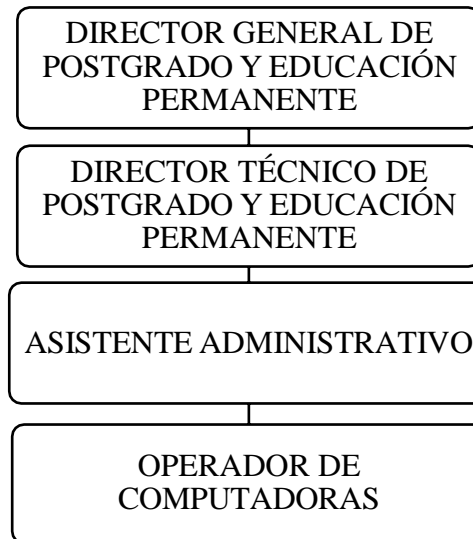 DIRECTOR GENERAL DE
POSTGRADO Y EDUCACIÓN
PERMANENTE
DIRECTOR TÉCNICO DE
POSTGRADO Y EDUCACIÓN
PERMANENTE
ASISTENTE ADMINISTRATIVO
OPERADOR DE
COMPUTADORAS